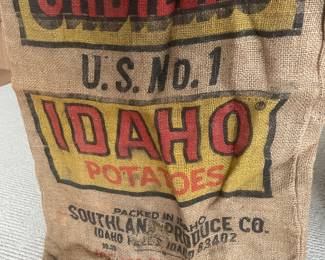 U.S. No. 1
IDAHO®
POTATOES
PACKED IN IDAHO
SOUTHLAND PRODUCE CO.
IDAHO FALLS IDAHO 83402